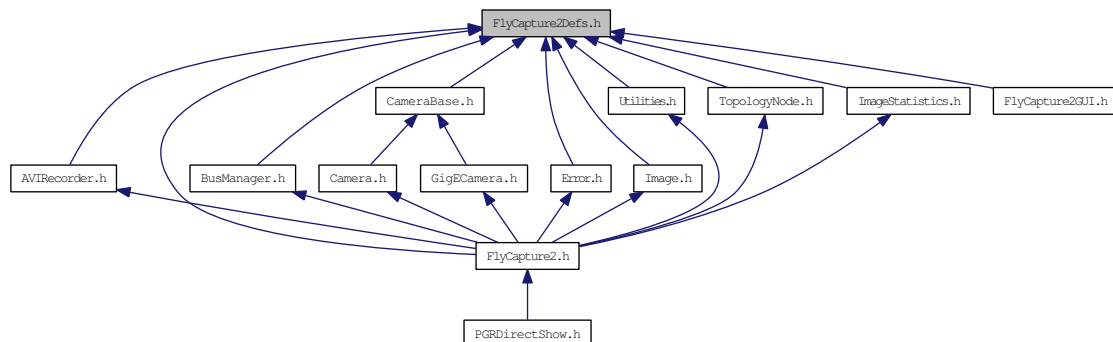 FlyCapture2Defs.h
CameraBase.h
Utilities.h
TopologyNode.h
ImageStatistics.h
FlyCapture2GUI.h
AVIRecorder.h
BusManager.h
Camera.h
GigECamera.h
Error.h
Image.h
FlyCapture2.h
PGRDirectShow.h